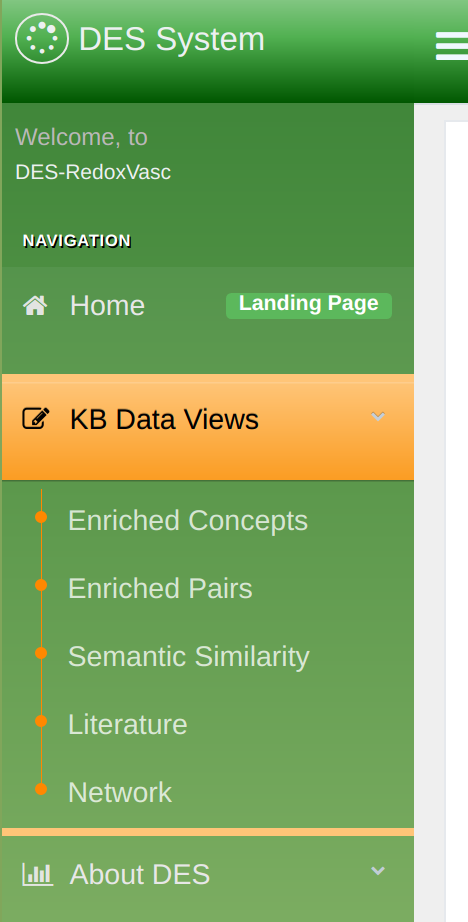 DES System
Welcome, to
DES-RedoxVasc
NAVIGATION
Home Landing Page
KB Data Views
Enriched Concepts
Enriched Pairs
Semantic Similarity
Literature
Network
About DES